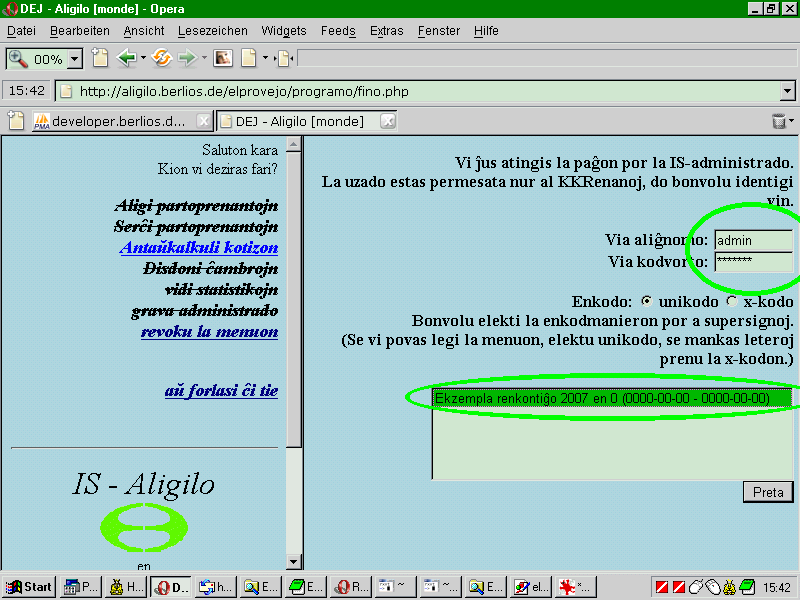 DEJ - Aligilo [monde] - Opera
Datei Bearbeiten Ansicht Lesezeichen Widgets Feeds Extras Fenster Hilfe
00%
15:42 http://aligilo.berlios.de/elprovejo/programo/fino.php
PMA developer.berlios.d... DEJ - Aligilo [monde]
Saluton kara
Kion vi deziras fari?
Aligi partoprenantojn
Serĉi partoprenantojn
Antaŭkalkuli kotizon
Disdoni ĉambrojn
vidi statistikojn
grava administrado
revoku la menuon
aŭ forlasi ĉi tie
IS - Aligilo
en
Vi ĵus atingis la paĝon por la IS-administrado.
La uzado estas permesata nur al KKRenanoj, do bonvolu identigi
vin.
Via aliĝnomo: admin
Via kodvorto: *******
Enkodo: unikodo x-kodo
Bonvolu elekti la enkodmanieron por a supersignoj.
(Se vi povas legi la menuon, elektu unikodo, se mankas leteroj
prenu la x-kodon.)
Ekzempla renkontiĝo 2007 en 0 (0000-00-00 - 0000-00-00)
Preta
Start P... H... D... h... E... E... R... ~ ~... E... el... *... 15:42